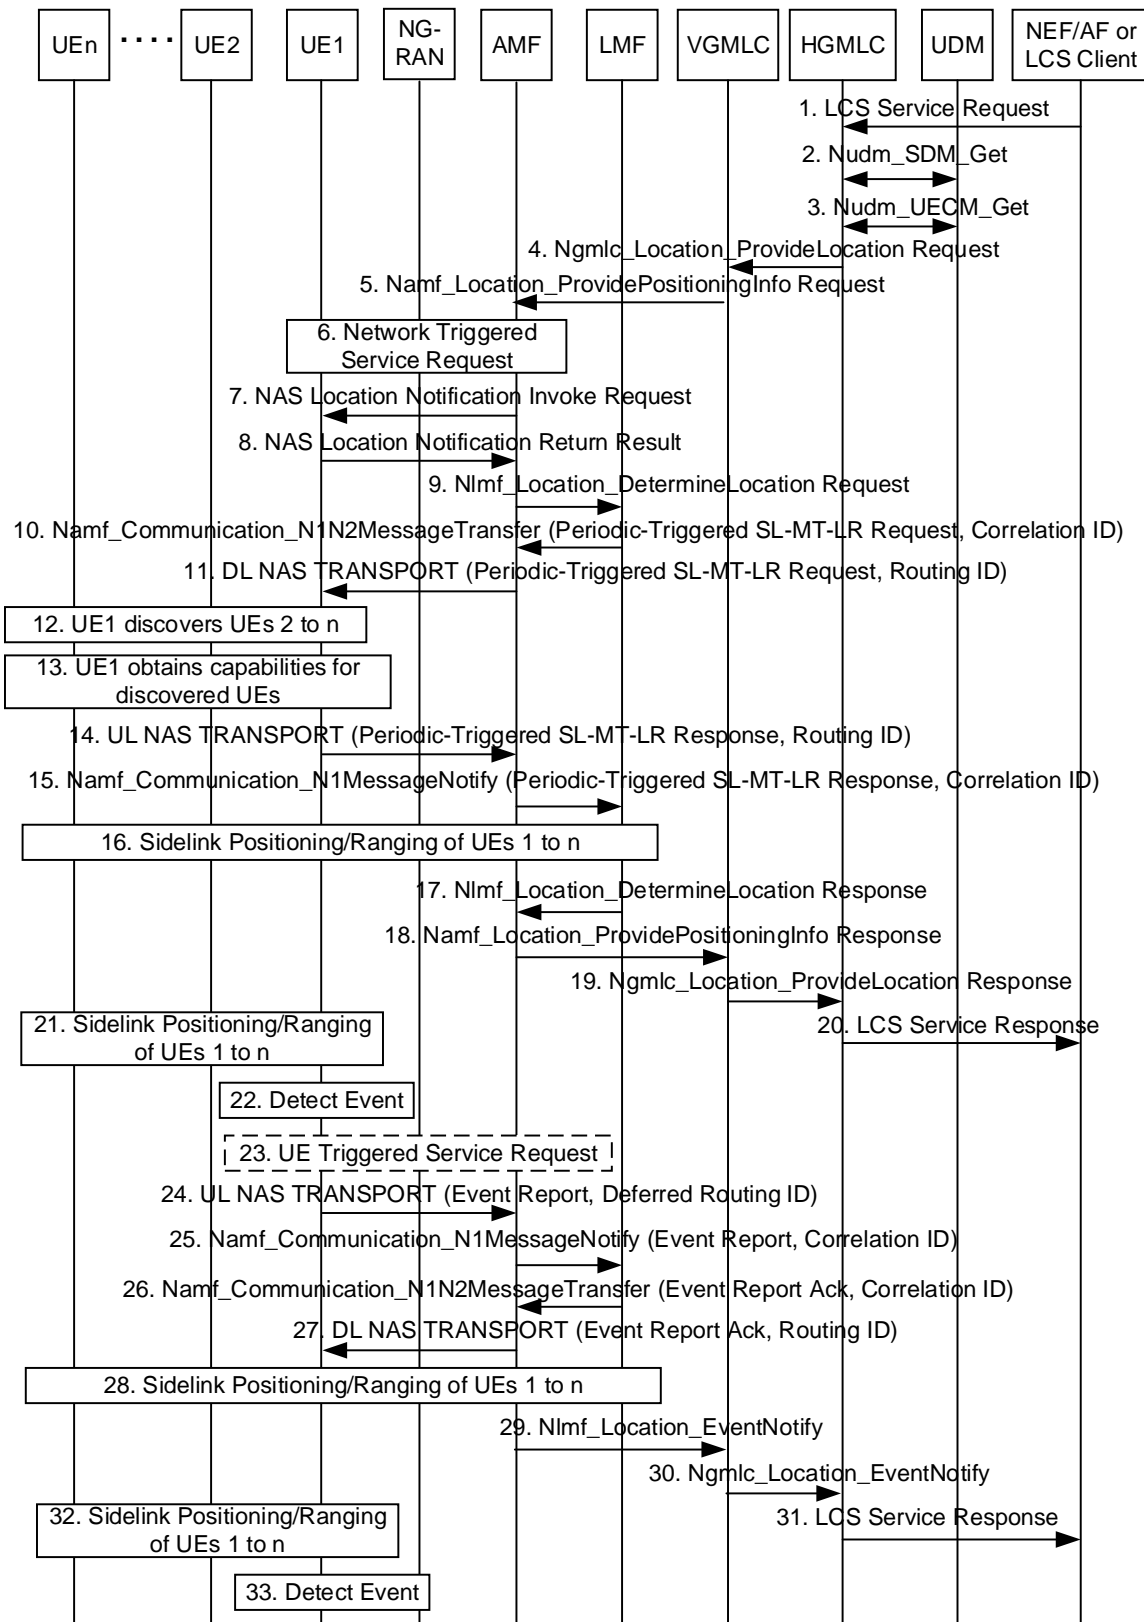 UEn
. . . .
UE2
UE1
NG-
RAN
AMF
LMF
VGMLC
HGMLC
UDM
NEF/AF or
LCS Client
1. LCS Service Request
2. Nudm_SDM_Get
3. Nudm_UECM_Get
4. Ngmlc_Location_ProvideLocation Request
5. Namf_Location_ProvidePositioningInfo Request
6. Network Triggered
Service Request
7. NAS Location Notification Invoke Request
8. NAS Location Notification Return Result
9. Nlmf_Location_DetermineLocation Request
10. Namf_Communication_N1N2MessageTransfer (Periodic-Triggered SL-MT-LR Request, Correlation ID)
11. DL NAS TRANSPORT (Periodic-Triggered SL-MT-LR Request, Routing ID)
12. UE1 discovers UEs 2 to n
13. UE1 obtains capabilities for
discovered UEs
14. UL NAS TRANSPORT (Periodic-Triggered SL-MT-LR Response, Routing ID)
15. Namf_Communication_N1MessageNotify (Periodic-Triggered SL-MT-LR Response, Correlation ID)
16. Sidelink Positioning/Ranging of UEs 1 to n
17. Nlmf_Location_DetermineLocation Response
18. Namf_Location_ProvidePositioningInfo Response
19. Ngmlc_Location_ProvideLocation Response
20. LCS Service Response
21. Sidelink Positioning/Ranging
of UEs 1 to n
22. Detect Event
23. UE Triggered Service Request
24. UL NAS TRANSPORT (Event Report, Deferred Routing ID)
25. Namf_Communication_N1MessageNotify (Event Report, Correlation ID)
26. Namf_Communication_N1N2MessageTransfer (Event Report Ack, Correlation ID)
27. DL NAS TRANSPORT (Event Report Ack, Routing ID)
28. Sidelink Positioning/Ranging of UEs 1 to n
29. Nlmf_Location_EventNotify
30. Ngmlc_Location_EventNotify
31. LCS Service Response
32. Sidelink Positioning/Ranging
of UEs 1 to n
33. Detect Event